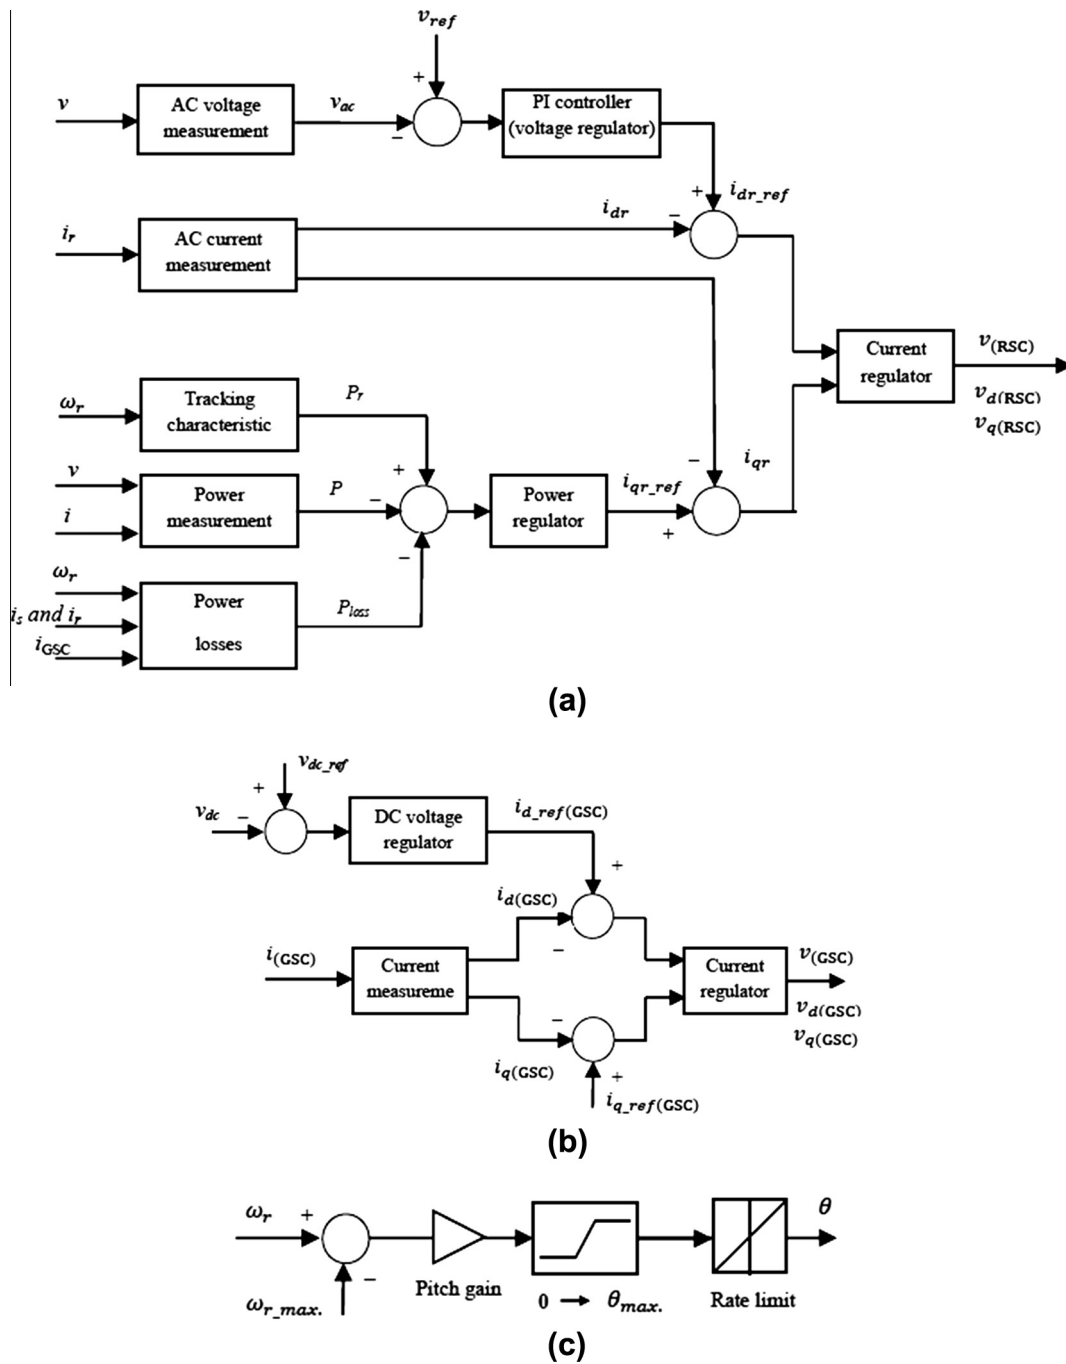 v_ref
+
v
AC voltage
measurement
v_ac
−
PI controller
(voltage regulator)
+
i_dr_ref
i_r
AC current
measurement
i_dr
−
Current
regulator
v_(RSC)
v_d(RSC)
v_q(RSC)
ω_r
Tracking
characteristic
P_r
+
v
i
Power
measurement
P
−
Power
regulator
i_qr_ref
+
−
i_qr
−
ω_r
i_s and i_r
i_GSC
Power
losses
P_loss
(a)
v_dc_ref
+
v_dc
−
DC voltage
regulator
i_d_ref(GSC)
+
i_d(GSC)
−
i_(GSC)
Current
measureme
Current
regulator
v_(GSC)
v_d(GSC)
v_q(GSC)
−
i_q(GSC)
+
i_q_ref(GSC)
(b)
ω_r
+
−
ω_r_max.
Pitch gain
0 → θ_max.
Rate limit
θ
(c)